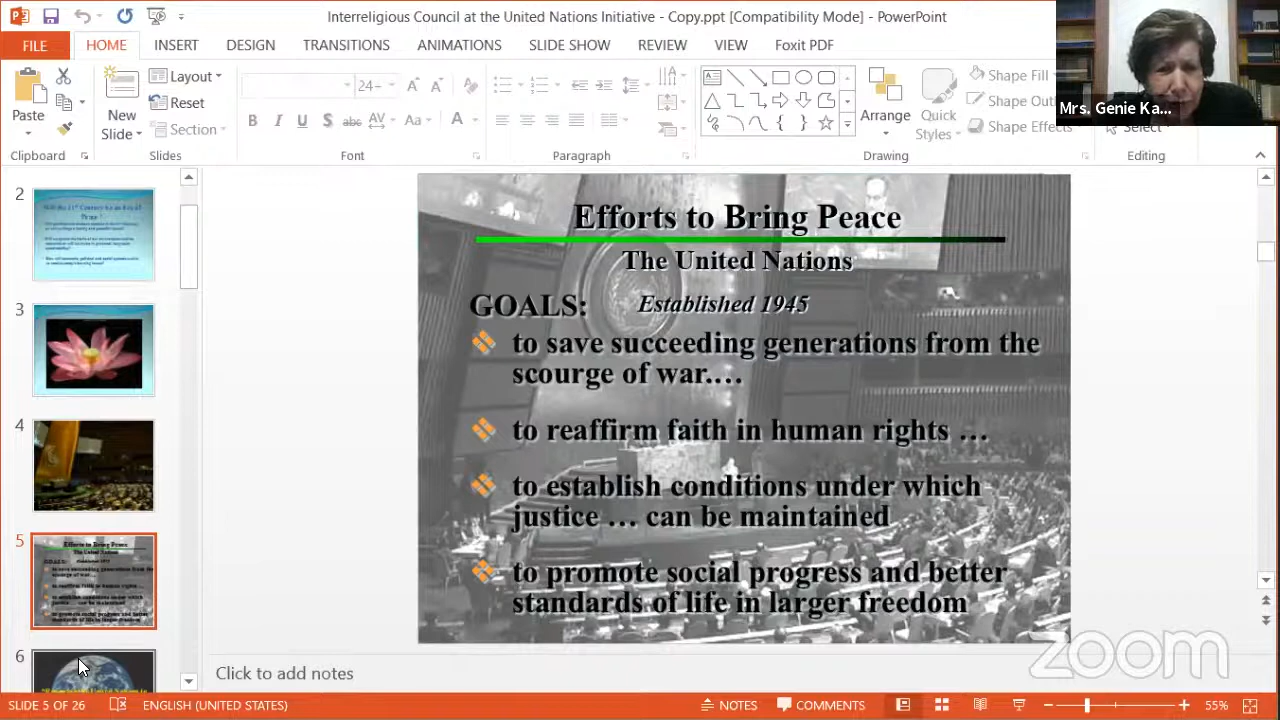 Interreligious Council at the United Nations Initiative - Copy.ppt [Compatibility Mode] - PowerPoint
FILE HOME INSERT DESIGN TRANSITIONS ANIMATIONS SLIDE SHOW REVIEW VIEW Foxit PDF
Mrs. Genie Ka...
Paste
New Slide
Layout
Reset
Section
24
B I U S AV Aa A
Arrange
Quick Styles
Shape Fill
Shape Out
Shape Effects
Select
Clipboard Slides Font Paragraph Drawing Editing
2
3
4
5
6
Efforts to Bring Peace
The United Nations
GOALS: Established 1945
to save succeeding generations from the
scourge of war.…
to reaffirm faith in human rights …
to establish conditions under which
justice … can be maintained
to promote social progress and better
standards of life in larger freedom
Click to add notes
zoom
SLIDE 5 OF 26 ENGLISH (UNITED STATES) NOTES COMMENTS 55%